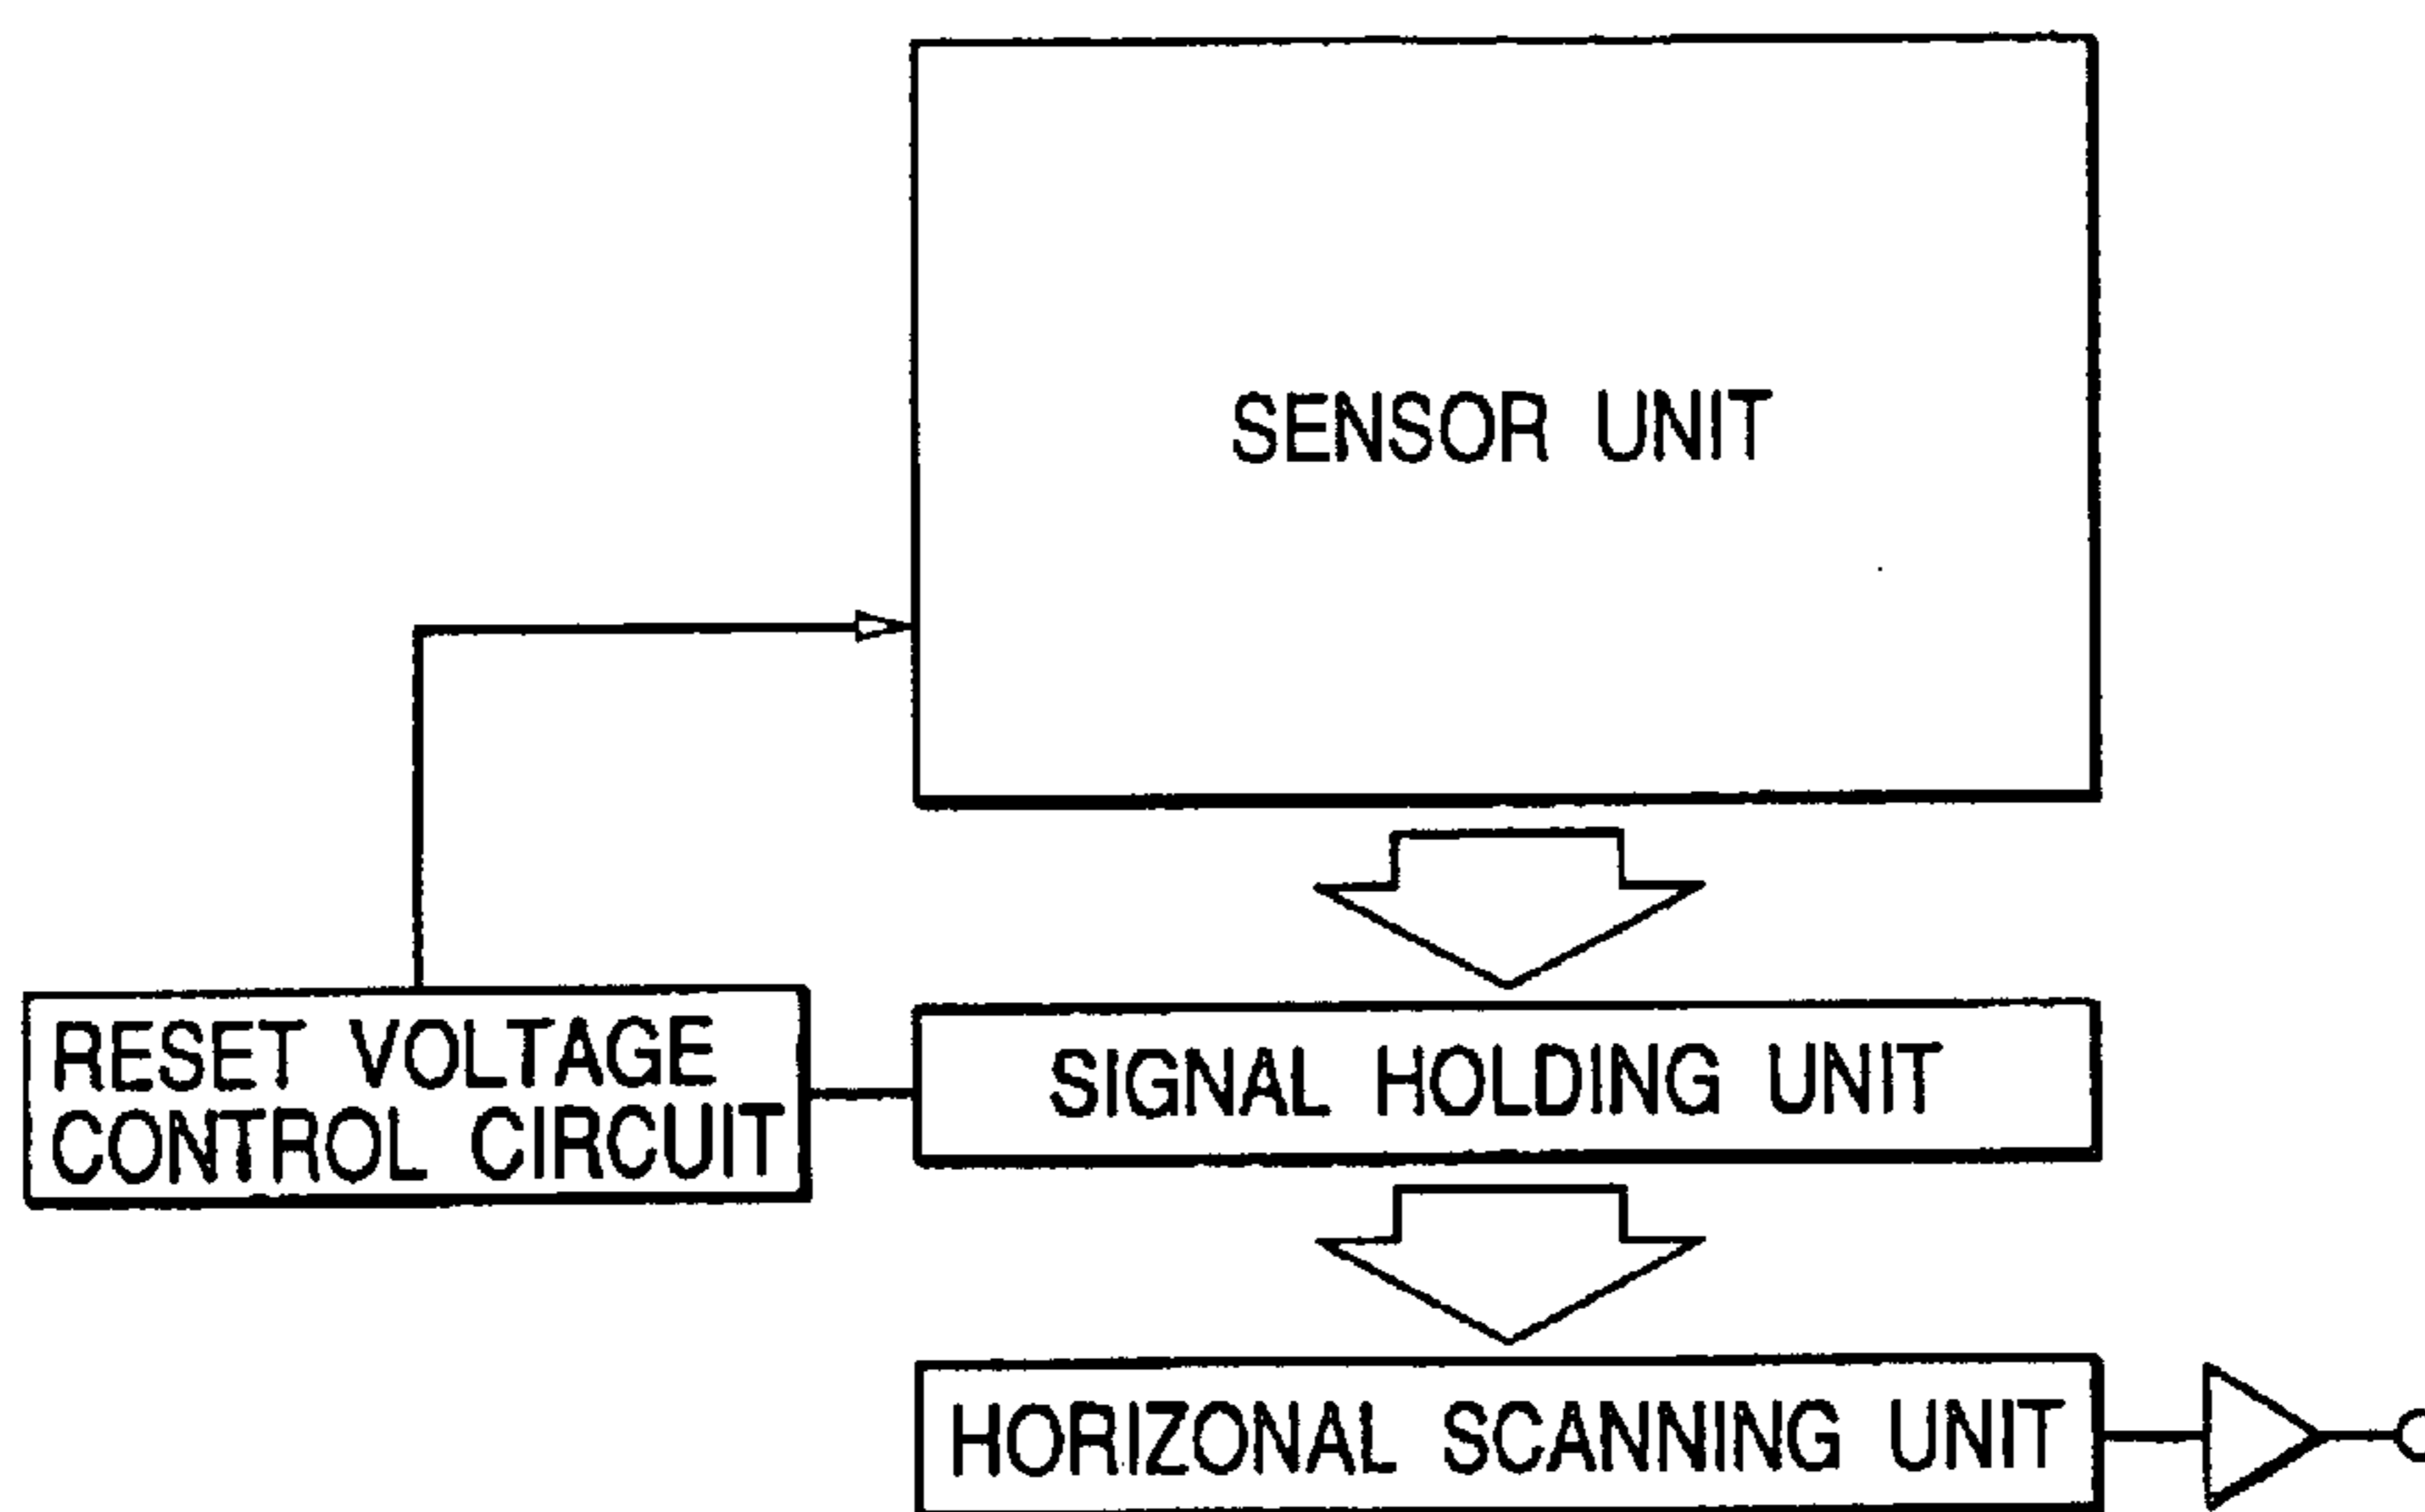 SENSOR UNIT
RESET VOLTAGE
CONTROL CIRCUIT
SIGNAL HOLDING UNIT
HORIZONAL SCANNING UNIT